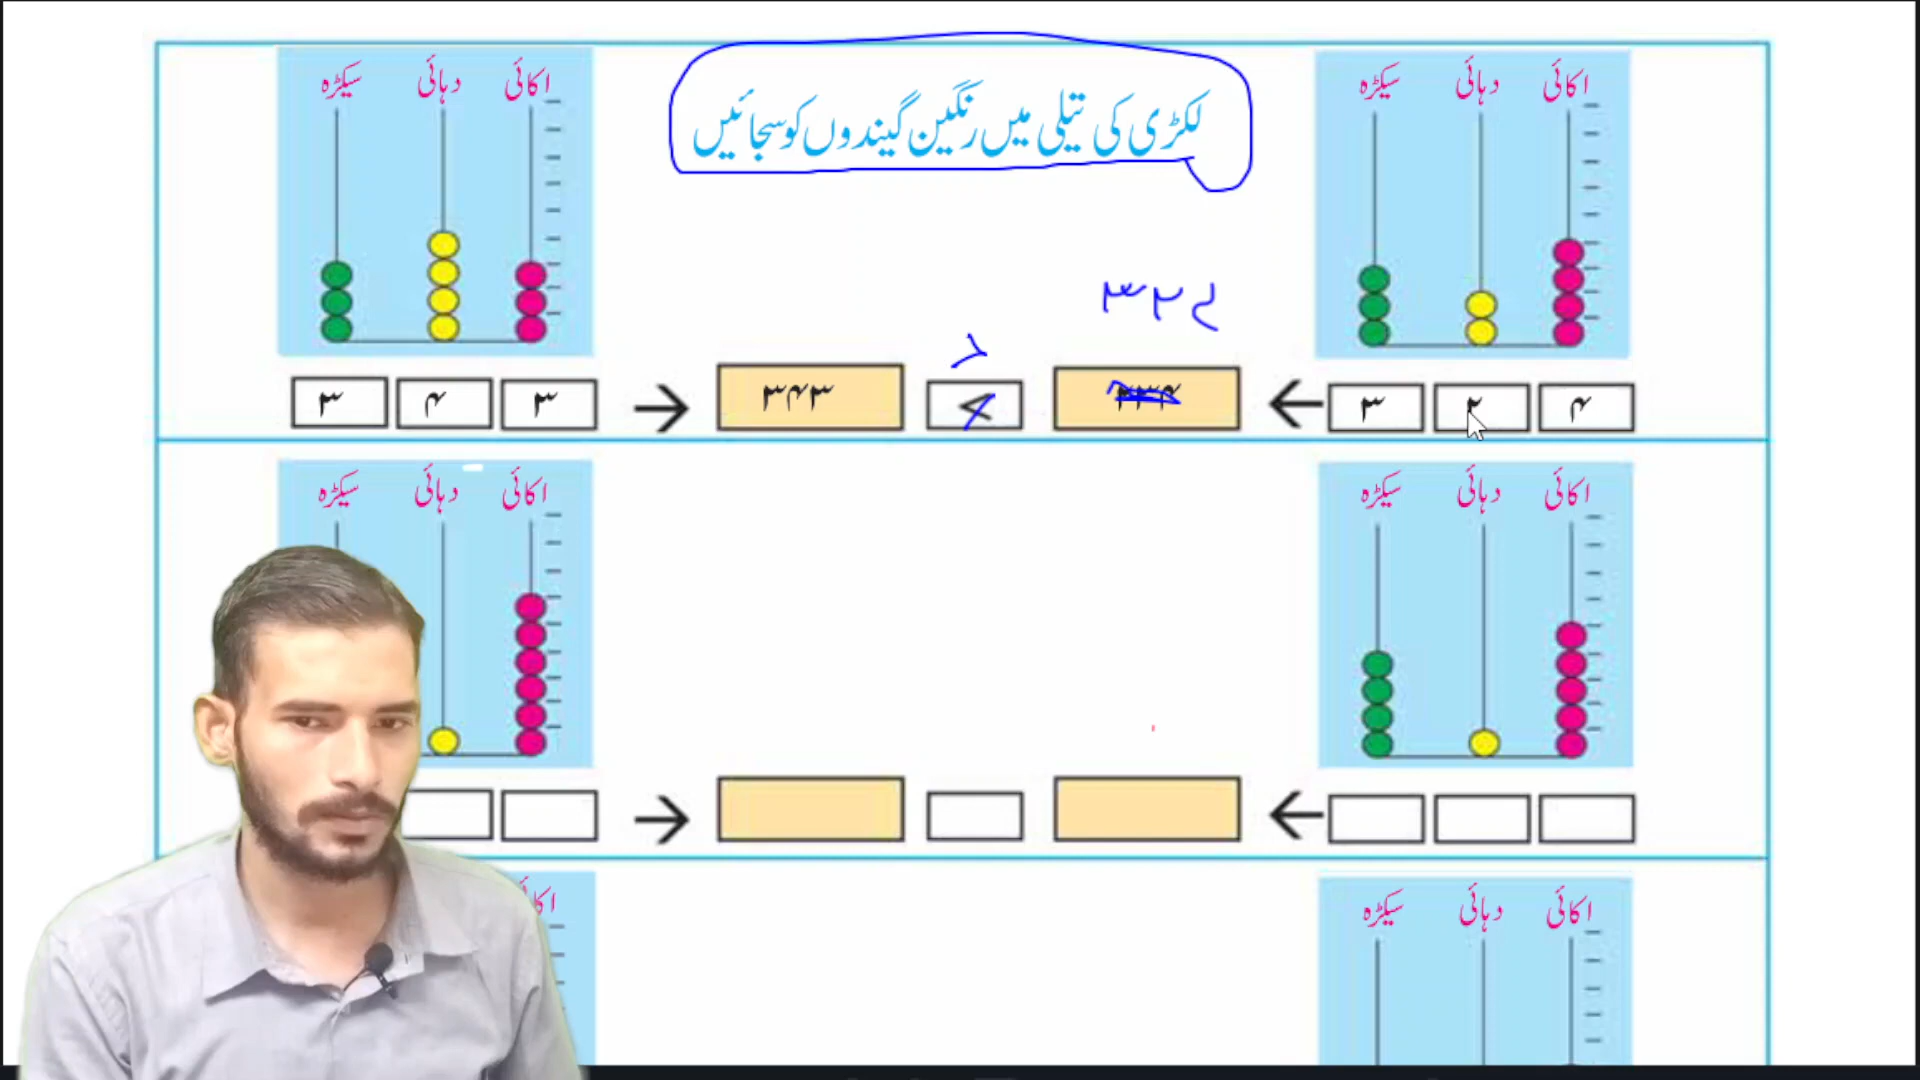 لکڑی کی تیلی میں رنگین گیندوں کو سجائیں
سیکڑہ دہائی اکائی
سیکڑہ دہائی اکائی
۳۲۴
>
۳ ۴ ۳
۳۴۳
<
۳ ۲ ۴
سیکڑہ دہائی اکائی
سیکڑہ دہائی اکائی
سیکڑہ دہائی اکائی